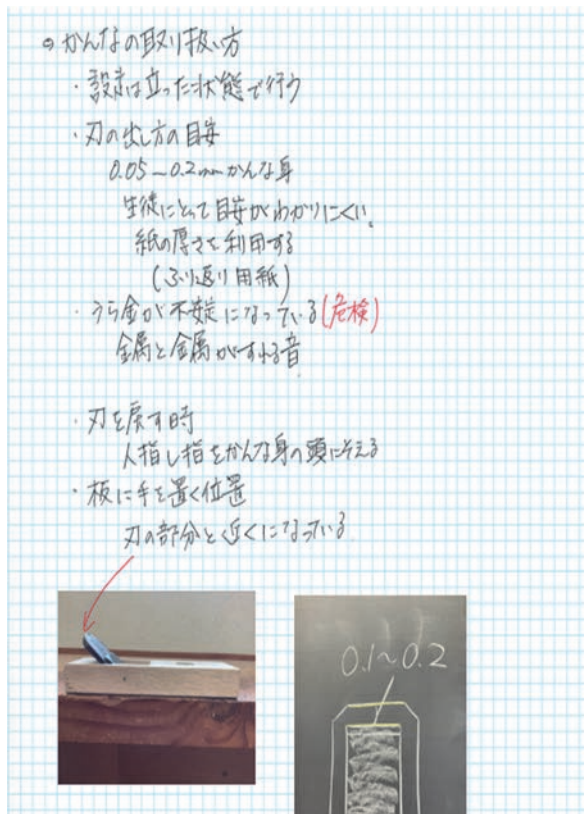 ◦かんなの取り扱い方
・設定は立った状態で行う
・刃の出し方の目安
0.05～0.2mmかんな身
生徒にとって目安がわかりにくい。
紙の厚さを利用する
(ふり返り用紙)
・うら金が不安定になっている(危検)
金属と金属がすれる音
・刃を戻す時
人指し指をかんな身の頭にそえる
・板に手を置く位置
刃の部分と近くになっている
0.1～0.2